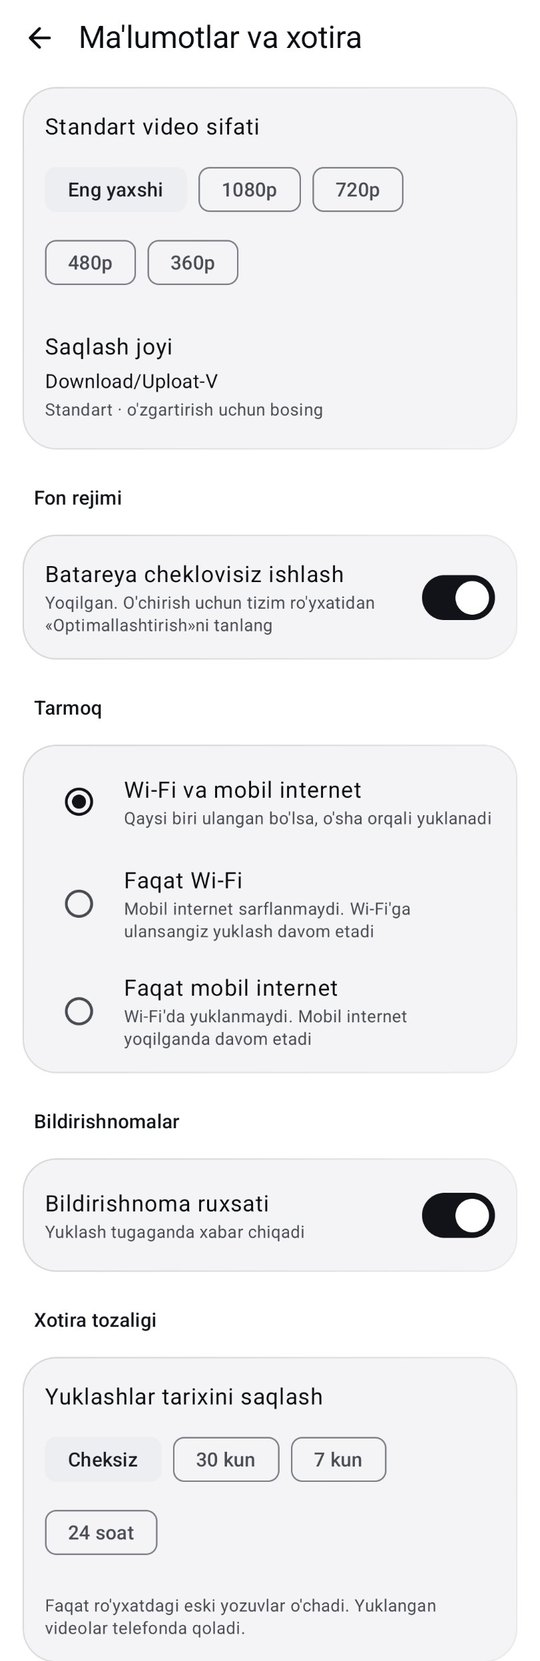 Ma'lumotlar va xotira
Standart video sifati
Eng yaxshi
1080p
720p
480p
360p
Saqlash joyi
Download/Uploat-V
Standart · o'zgartirish uchun bosing
Fon rejimi
Batareya cheklovisiz ishlash
Yoqilgan. O'chirish uchun tizim ro'yxatidan
«Optimallashtirish»ni tanlang
Tarmoq
Wi-Fi va mobil internet
Qaysi biri ulangan bo'lsa, o'sha orqali yuklanadi
Faqat Wi-Fi
Mobil internet sarflanmaydi. Wi-Fi'ga
ulansangiz yuklash davom etadi
Faqat mobil internet
Wi-Fi'da yuklanmaydi. Mobil internet
yoqilganda davom etadi
Bildirishnomalar
Bildirishnoma ruxsati
Yuklash tugaganda xabar chiqadi
Xotira tozaligi
Yuklashlar tarixini saqlash
Cheksiz
30 kun
7 kun
24 soat
Faqat ro'yxatdagi eski yozuvlar o'chadi. Yuklangan
videolar telefonda qoladi.